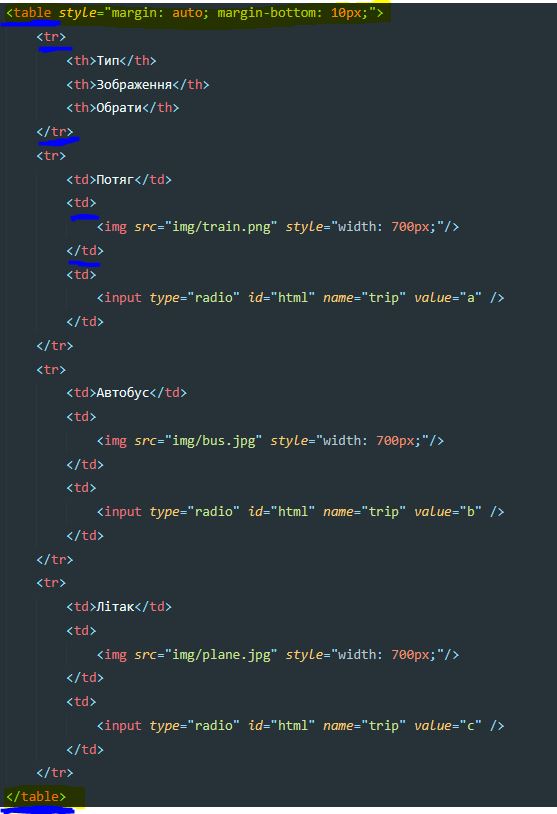 <table style="margin: auto; margin-bottom: 10px;">
<tr>
<th>Тип</th>
<th>Зображення</th>
<th>Обрати</th>
</tr>
<tr>
<td>Потяг</td>
<td>
<img src="img/train.png" style="width: 700px;"/>
</td>
<td>
<input type="radio" id="html" name="trip" value="a" />
</td>
</tr>
<tr>
<td>Автобус</td>
<td>
<img src="img/bus.jpg" style="width: 700px;"/>
</td>
<td>
<input type="radio" id="html" name="trip" value="b" />
</td>
</tr>
<tr>
<td>Літак</td>
<td>
<img src="img/plane.jpg" style="width: 700px;"/>
</td>
<td>
<input type="radio" id="html" name="trip" value="c" />
</td>
</tr>
</table>